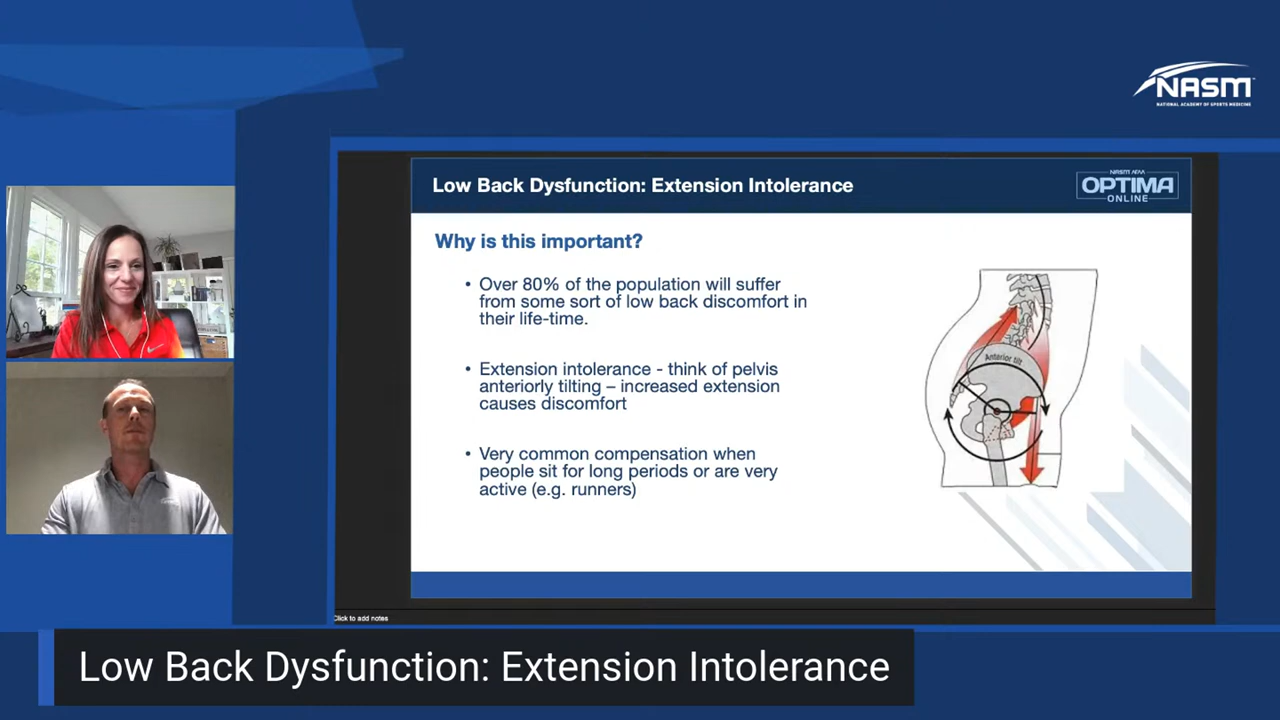 NASM
NATIONAL ACADEMY OF SPORTS MEDICINE
Low Back Dysfunction: Extension Intolerance
NASM AFAA
OPTIMA
ONLINE
Why is this important?
• Over 80% of the population will suffer
from some sort of low back discomfort in
their life-time.
• Extension intolerance - think of pelvis
anteriorly tilting – increased extension
causes discomfort
• Very common compensation when
people sit for long periods or are very
active (e.g. runners)
Anterior tilt
Click to add notes
Low Back Dysfunction: Extension Intolerance